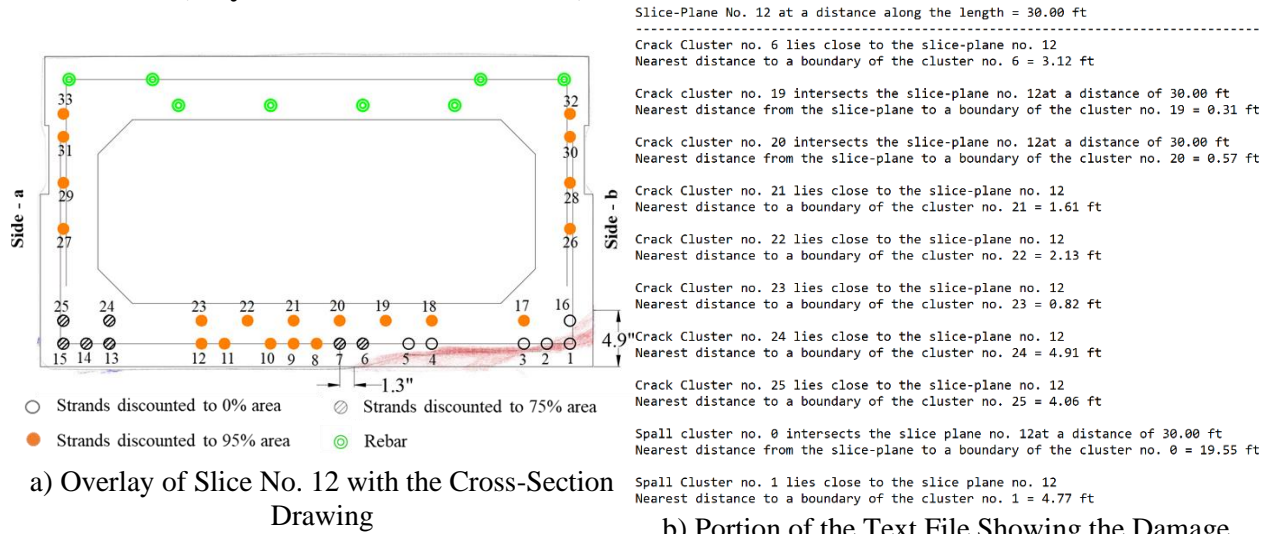 33
32
31
30
29
28
27
26
Side - a
Side - b
25
24
23
22
21
20
19
18
17
16
15
14
13
12
11
10
9
8
7
6
5
4
3
2
1
4.9"
1.3"
Strands discounted to 0% area
Strands discounted to 75% area
Strands discounted to 95% area
Rebar
a) Overlay of Slice No. 12 with the Cross-Section
Drawing
Slice-Plane No. 12 at a distance along the length = 30.00 ft
--------------------------------------------------------------------------------
Crack Cluster no. 6 lies close to the slice-plane no. 12
Nearest distance to a boundary of the cluster no. 6 = 3.12 ft
Crack cluster no. 19 intersects the slice-plane no. 12at a distance of 30.00 ft
Nearest distance from the slice-plane to a boundary of the cluster no. 19 = 0.31 ft
Crack cluster no. 20 intersects the slice-plane no. 12at a distance of 30.00 ft
Nearest distance from the slice-plane to a boundary of the cluster no. 20 = 0.57 ft
Crack Cluster no. 21 lies close to the slice-plane no. 12
Nearest distance to a boundary of the cluster no. 21 = 1.61 ft
Crack Cluster no. 22 lies close to the slice-plane no. 12
Nearest distance to a boundary of the cluster no. 22 = 2.13 ft
Crack Cluster no. 23 lies close to the slice-plane no. 12
Nearest distance to a boundary of the cluster no. 23 = 0.82 ft
Crack Cluster no. 24 lies close to the slice-plane no. 12
Nearest distance to a boundary of the cluster no. 24 = 4.91 ft
Crack Cluster no. 25 lies close to the slice-plane no. 12
Nearest distance to a boundary of the cluster no. 25 = 4.06 ft
Spall cluster no. 0 intersects the slice plane no. 12at a distance of 30.00 ft
Nearest distance from the slice-plane to a boundary of the cluster no. 0 = 19.55 ft
Spall Cluster no. 1 lies close to the slice plane no. 12
Nearest distance to a boundary of the cluster no. 1 = 4.77 ft
b) Portion of the Text File Showing the Damage